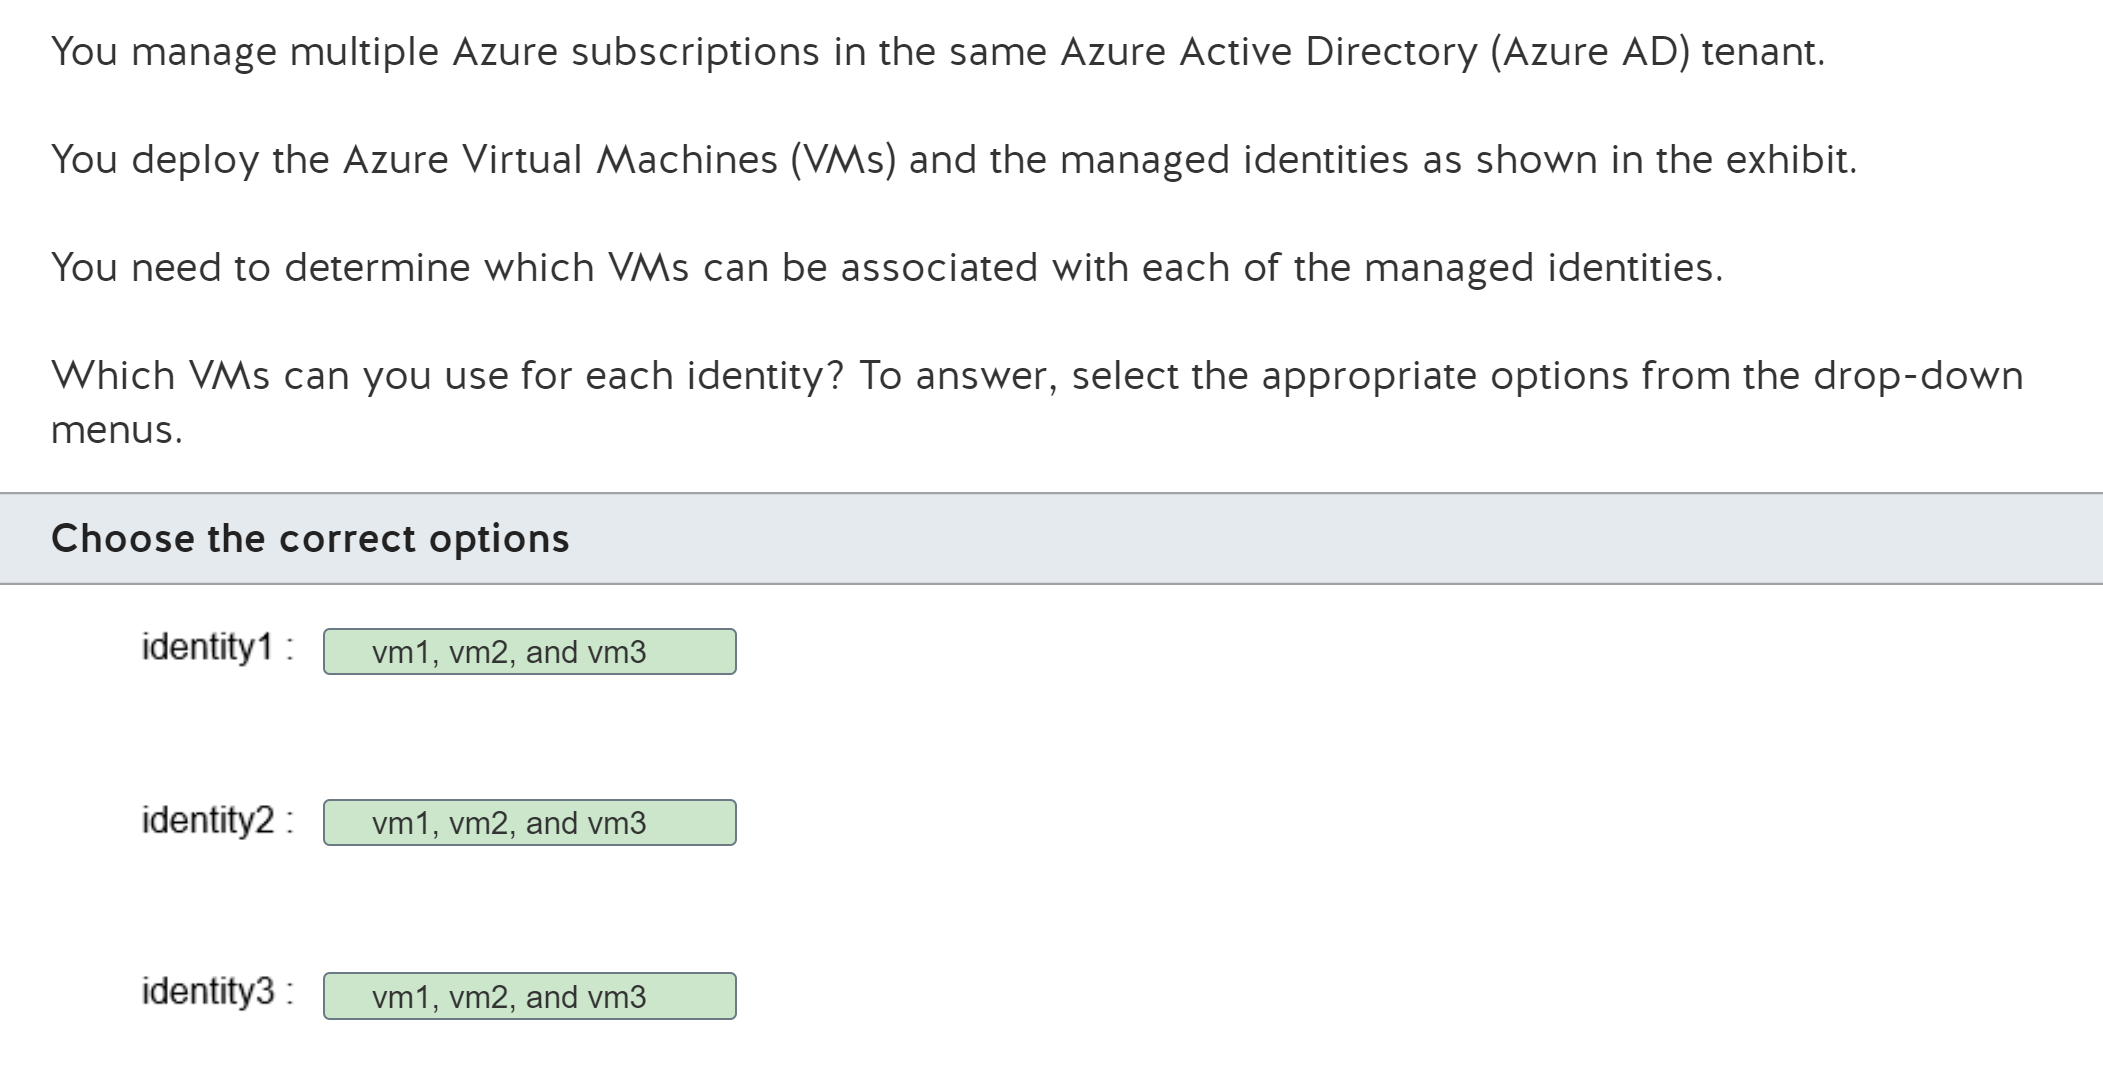 You manage multiple Azure subscriptions in the same Azure Active Directory (Azure AD) tenant.
You deploy the Azure Virtual Machines (VMs) and the managed identities as shown in the exhibit.
You need to determine which VMs can be associated with each of the managed identities.
Which VMs can you use for each identity? To answer, select the appropriate options from the drop-down
menus.
Choose the correct options
identity1 : vm1, vm2, and vm3
identity2 : vm1, vm2, and vm3
identity3 : vm1, vm2, and vm3